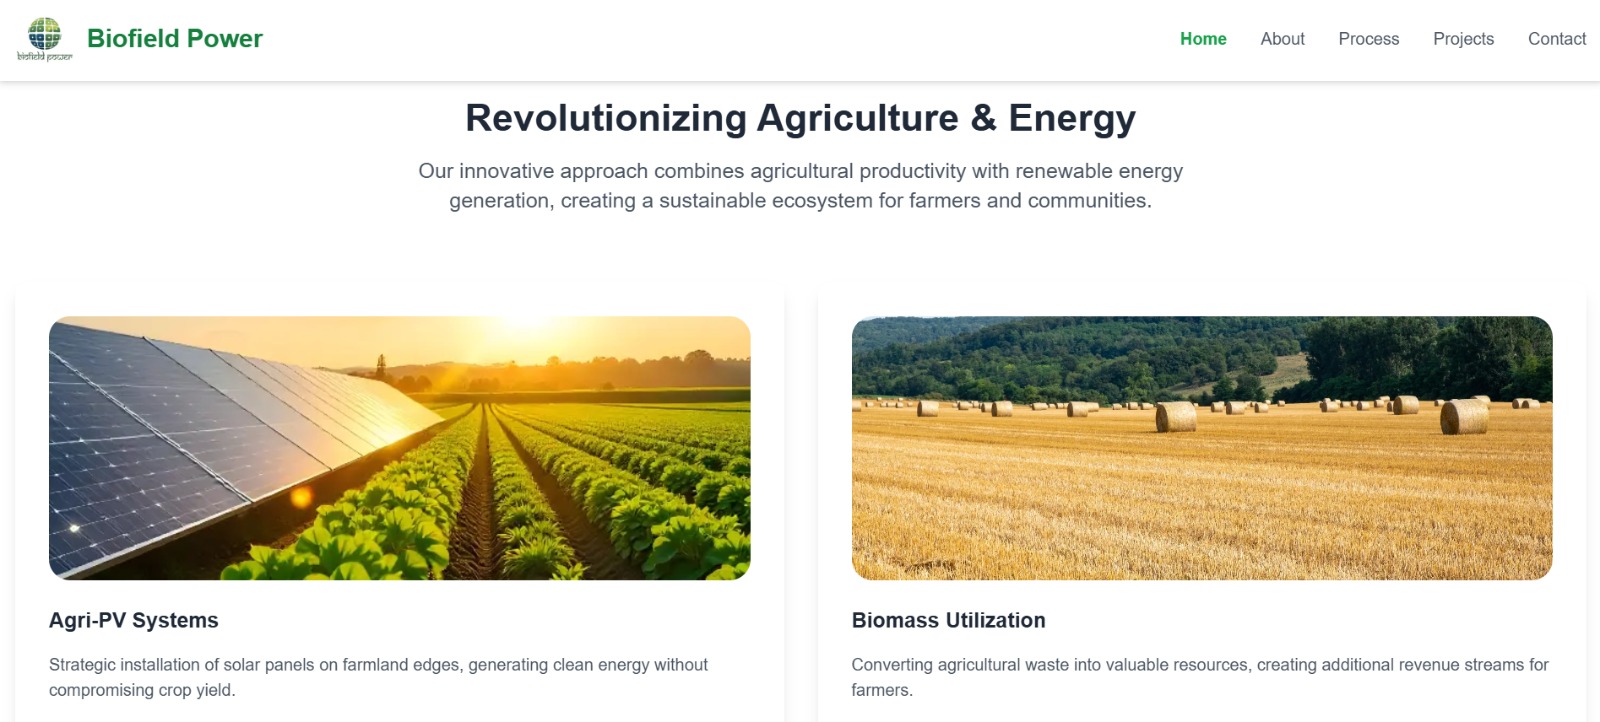 biofield power
Biofield Power
Home
About
Process
Projects
Contact
Revolutionizing Agriculture & Energy
Our innovative approach combines agricultural productivity with renewable energy
generation, creating a sustainable ecosystem for farmers and communities.
Agri-PV Systems
Strategic installation of solar panels on farmland edges, generating clean energy without
compromising crop yield.
Biomass Utilization
Converting agricultural waste into valuable resources, creating additional revenue streams for
farmers.